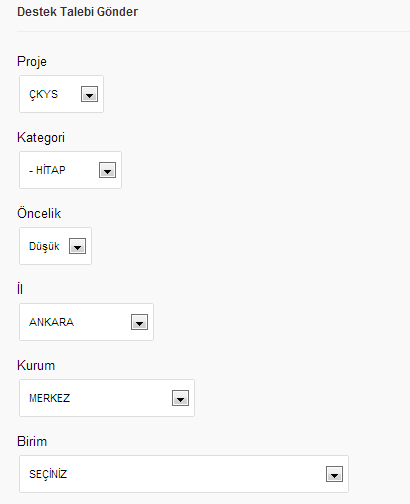 Destek Talebi Gönder
Proje
ÇKYS
Kategori
- HİTAP
Öncelik
Düşük
İl
ANKARA
Kurum
MERKEZ
Birim
SEÇİNİZ